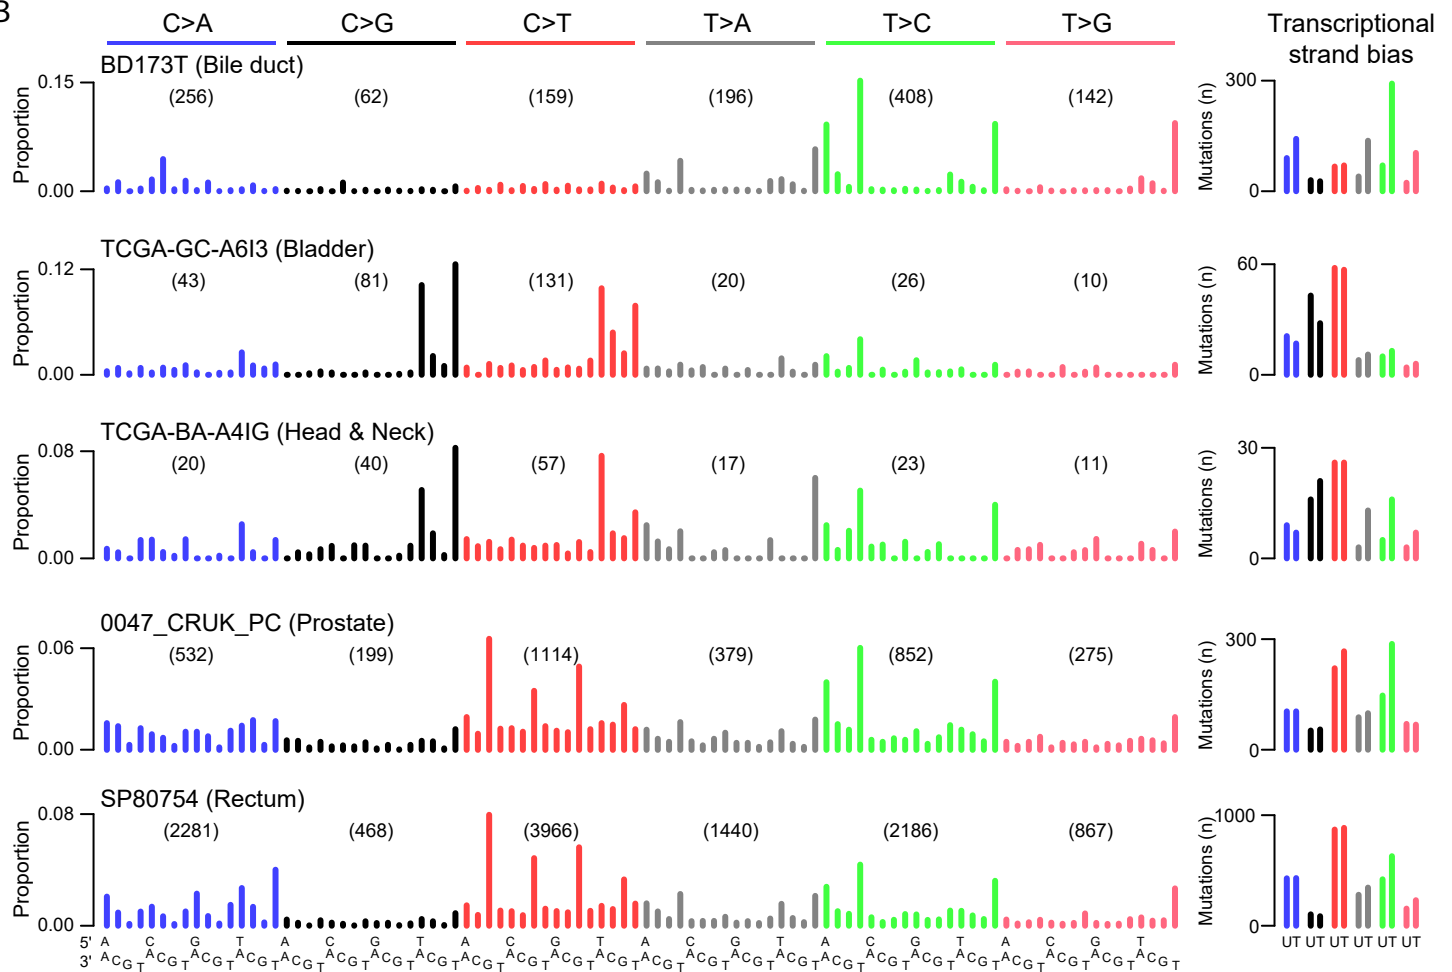 B
C>A C>G C>T T>A T>C T>G Transcriptional
strand bias
BD173T (Bile duct)
Proportion 0.15 0.00 (256) (62) (159) (196) (408) (142) Mutations (n) 300 0
TCGA-GC-A6I3 (Bladder)
Proportion 0.12 0.00 (43) (81) (131) (20) (26) (10) Mutations (n) 60 0
TCGA-BA-A4IG (Head & Neck)
Proportion 0.08 0.00 (20) (40) (57) (17) (23) (11) Mutations (n) 30 0
0047_CRUK_PC (Prostate)
Proportion 0.06 0.00 (532) (199) (1114) (379) (852) (275) Mutations (n) 300 0
SP80754 (Rectum)
Proportion 0.08 0.00 (2281) (468) (3966) (1440) (2186) (867) Mutations (n) 1000 0
5' A C G T A C G T A C G T A C G T A C G T A C G T UT UT UT UT UT UT
3' ACGT ACGT ACGT ACGT ACGT ACGT ACGT ACGT ACGT ACGT ACGT ACGT ACGT ACGT ACGT ACGT ACGT ACGT ACGT ACGT ACGT ACGT ACGT ACGT